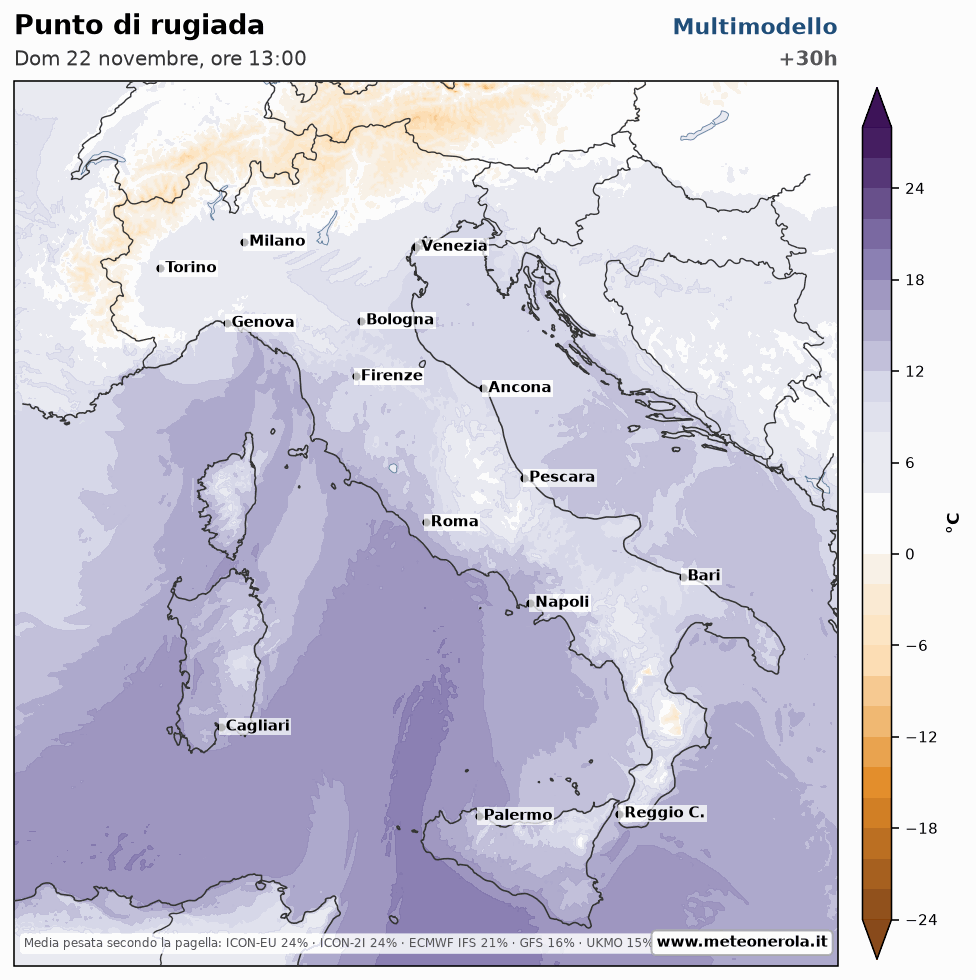 Punto di rugiada
Multimodello
Dom 22 novembre, ore 13:00
+30h
Milano
Venezia
Torino
Genova
Bologna
Firenze
Ancona
Pescara
Roma
Bari
Napoli
Cagliari
Palermo
Reggio C.
24
18
12
6
0
−6
−12
−18
−24
°C
Media pesata secondo la pagella: ICON-EU 24% · ICON-2I 24% · ECMWF IFS 21% · GFS 16% · UKMO 15%
www.meteonerola.it